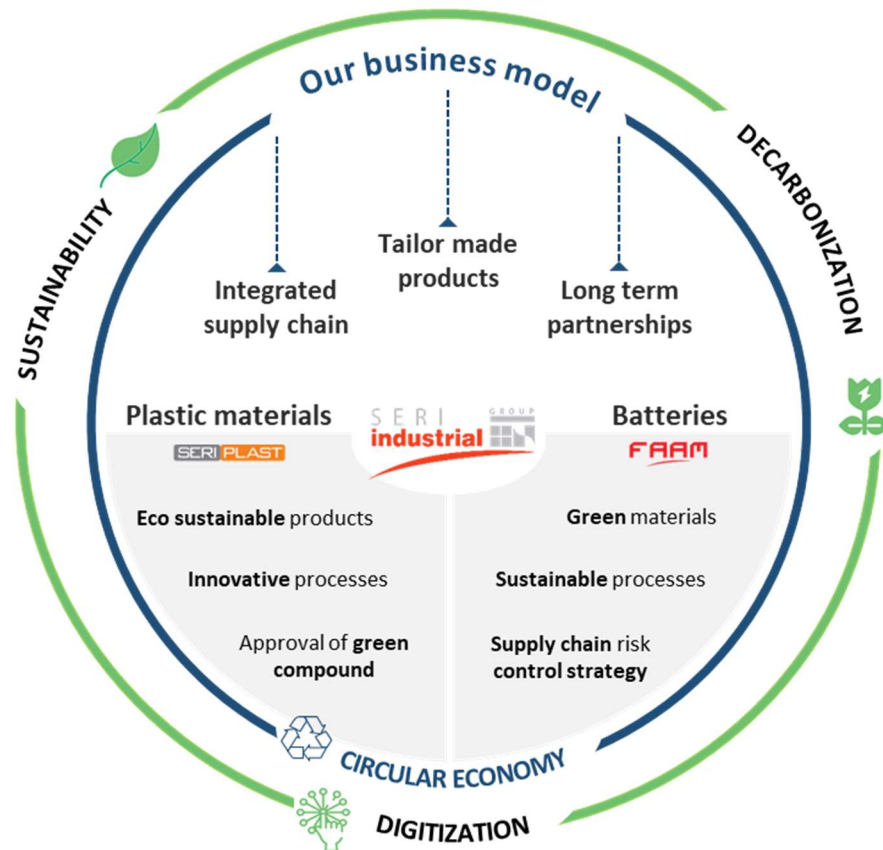 Our business model
SUSTAINABILITY
DECARBONIZATION
Tailor made
products
Integrated
supply chain
Long term
partnerships
Plastic materials
SERI PLAST
SERI
GROUP
industrial
Batteries
FAAM
Eco sustainable products
Innovative processes
Approval of green
compound
Green materials
Sustainable processes
Supply chain risk
control strategy
CIRCULAR ECONOMY
DIGITIZATION